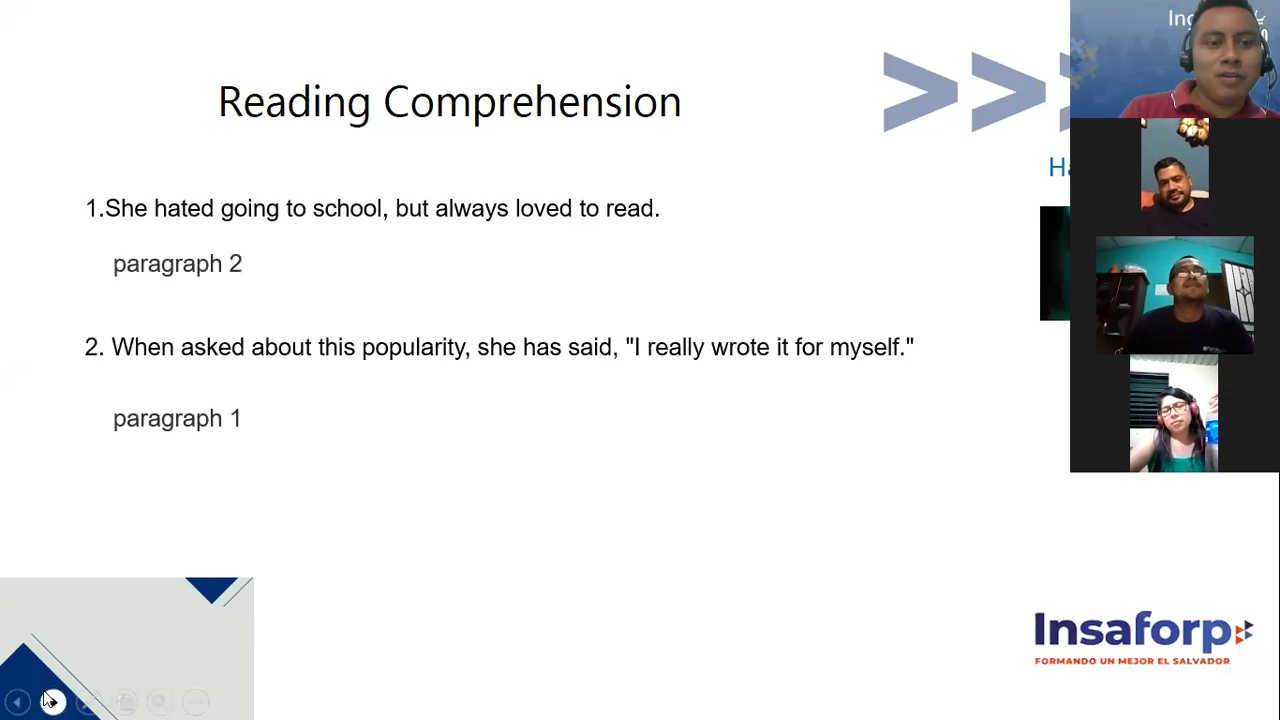 Reading Comprehension
1.She hated going to school, but always loved to read.
paragraph 2
2. When asked about this popularity, she has said, "I really wrote it for myself."
paragraph 1
Insaforp
FORMANDO UN MEJOR EL SALVADOR